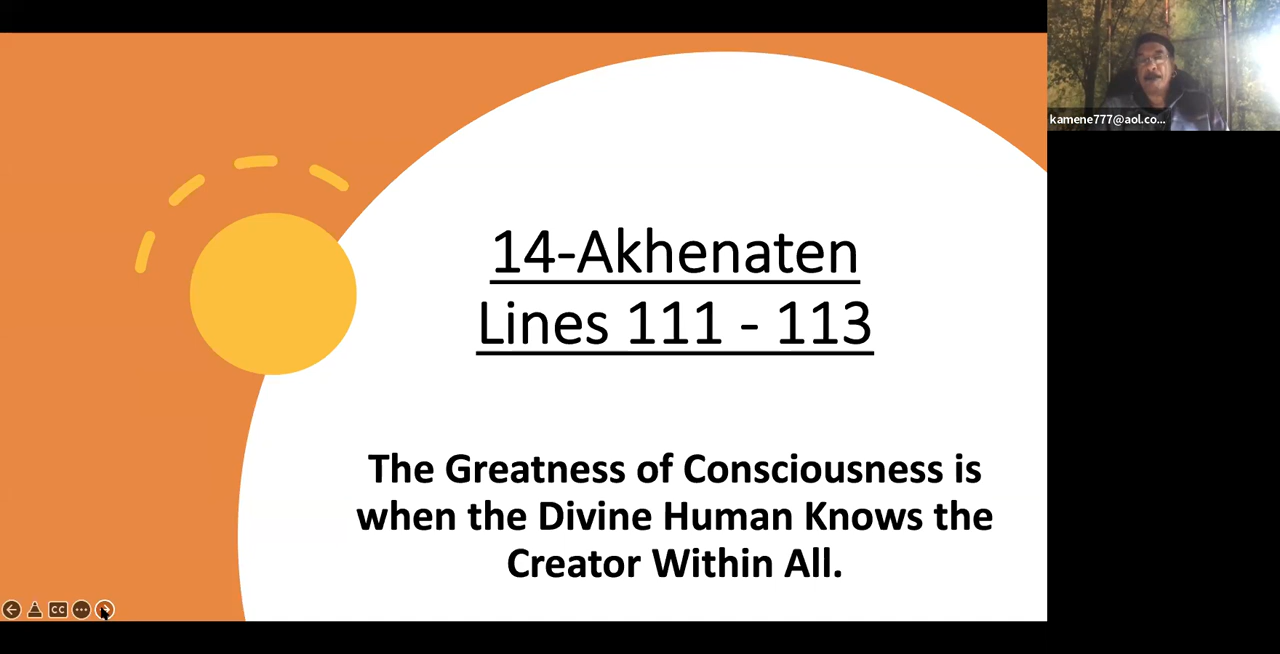 14-Akhenaten
Lines 111 - 113
The Greatness of Consciousness is
when the Divine Human Knows the
Creator Within All.
kamene777@aol.co...
CC